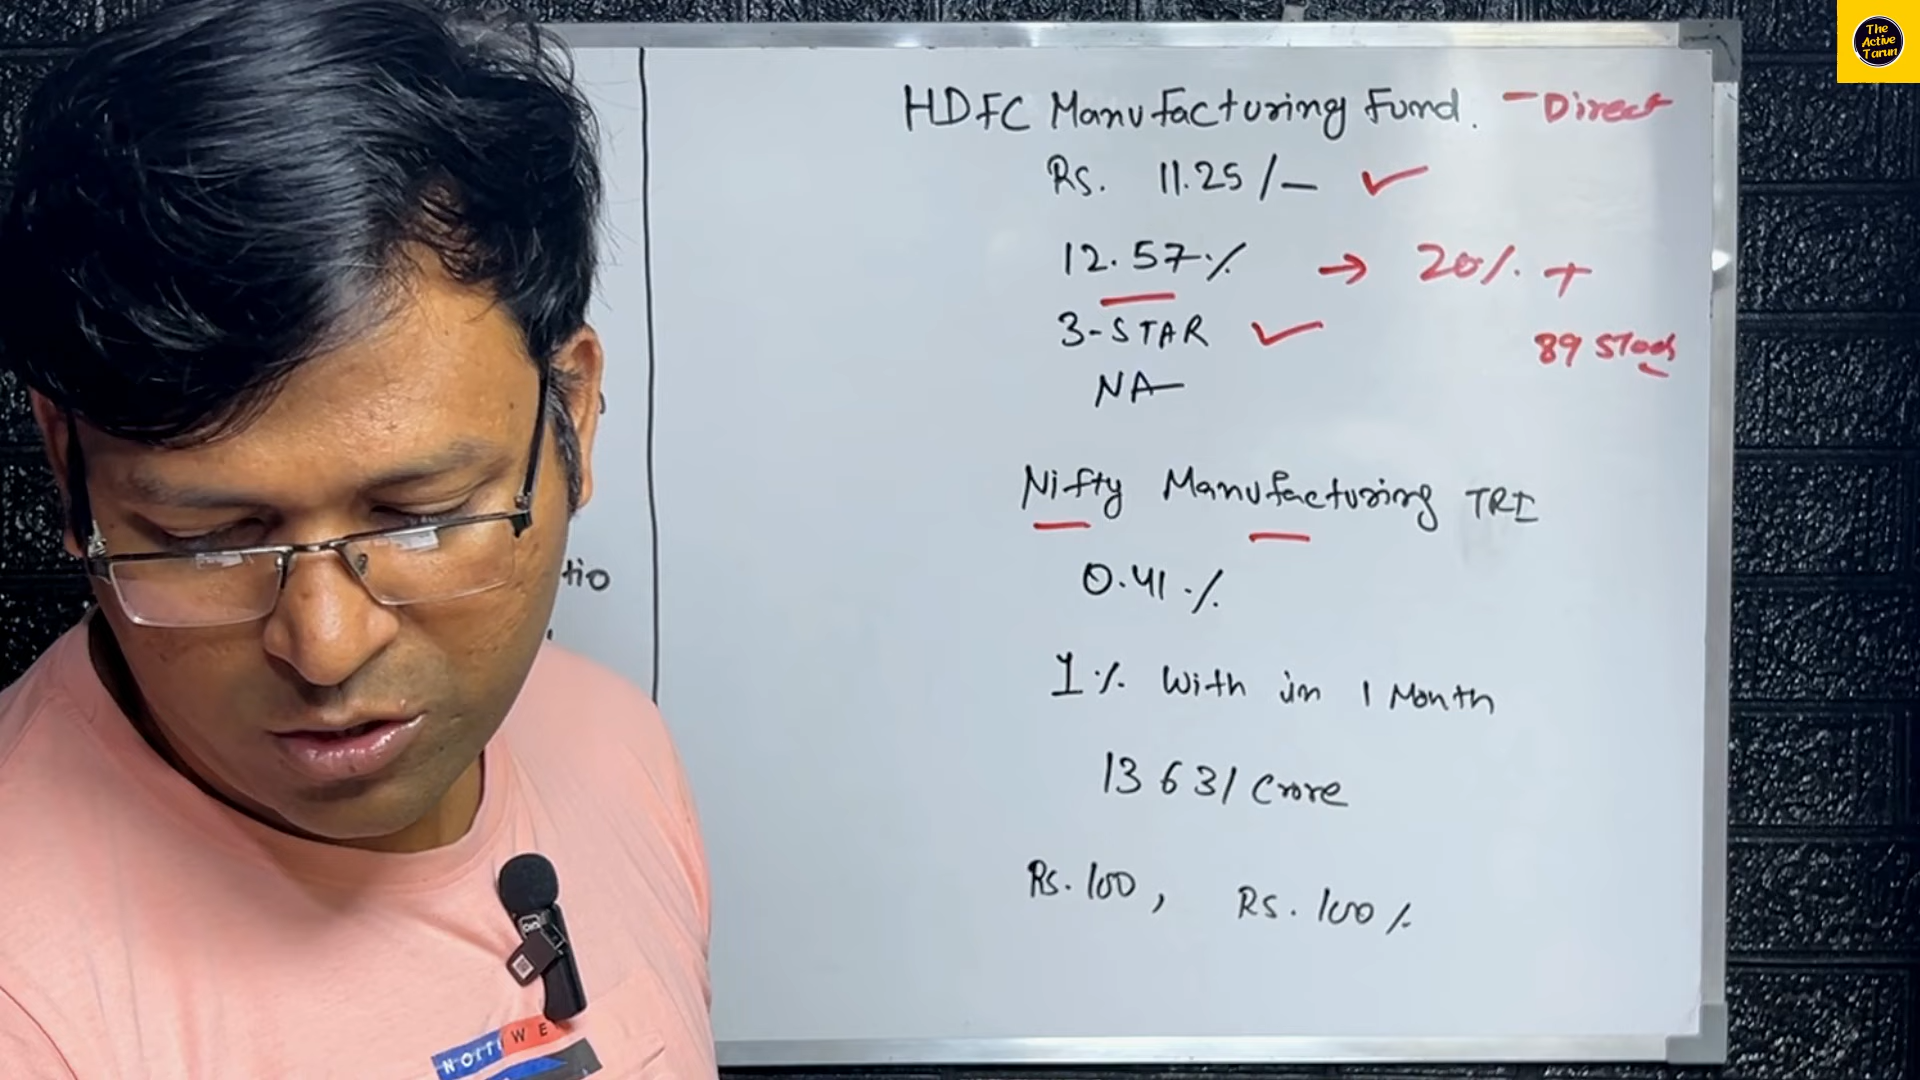 The
Active
Tarun
HDFC Manufacturing Fund. - Direct
Rs. 11.25/- ✓
12.57% → 20% +
3-STAR ✓
89 Stocks
NA
Nifty Manufacturing TRI
tio
0.41%
1% with in 1 Month
13631 Crore
Rs. 100, Rs. 100/-
WE